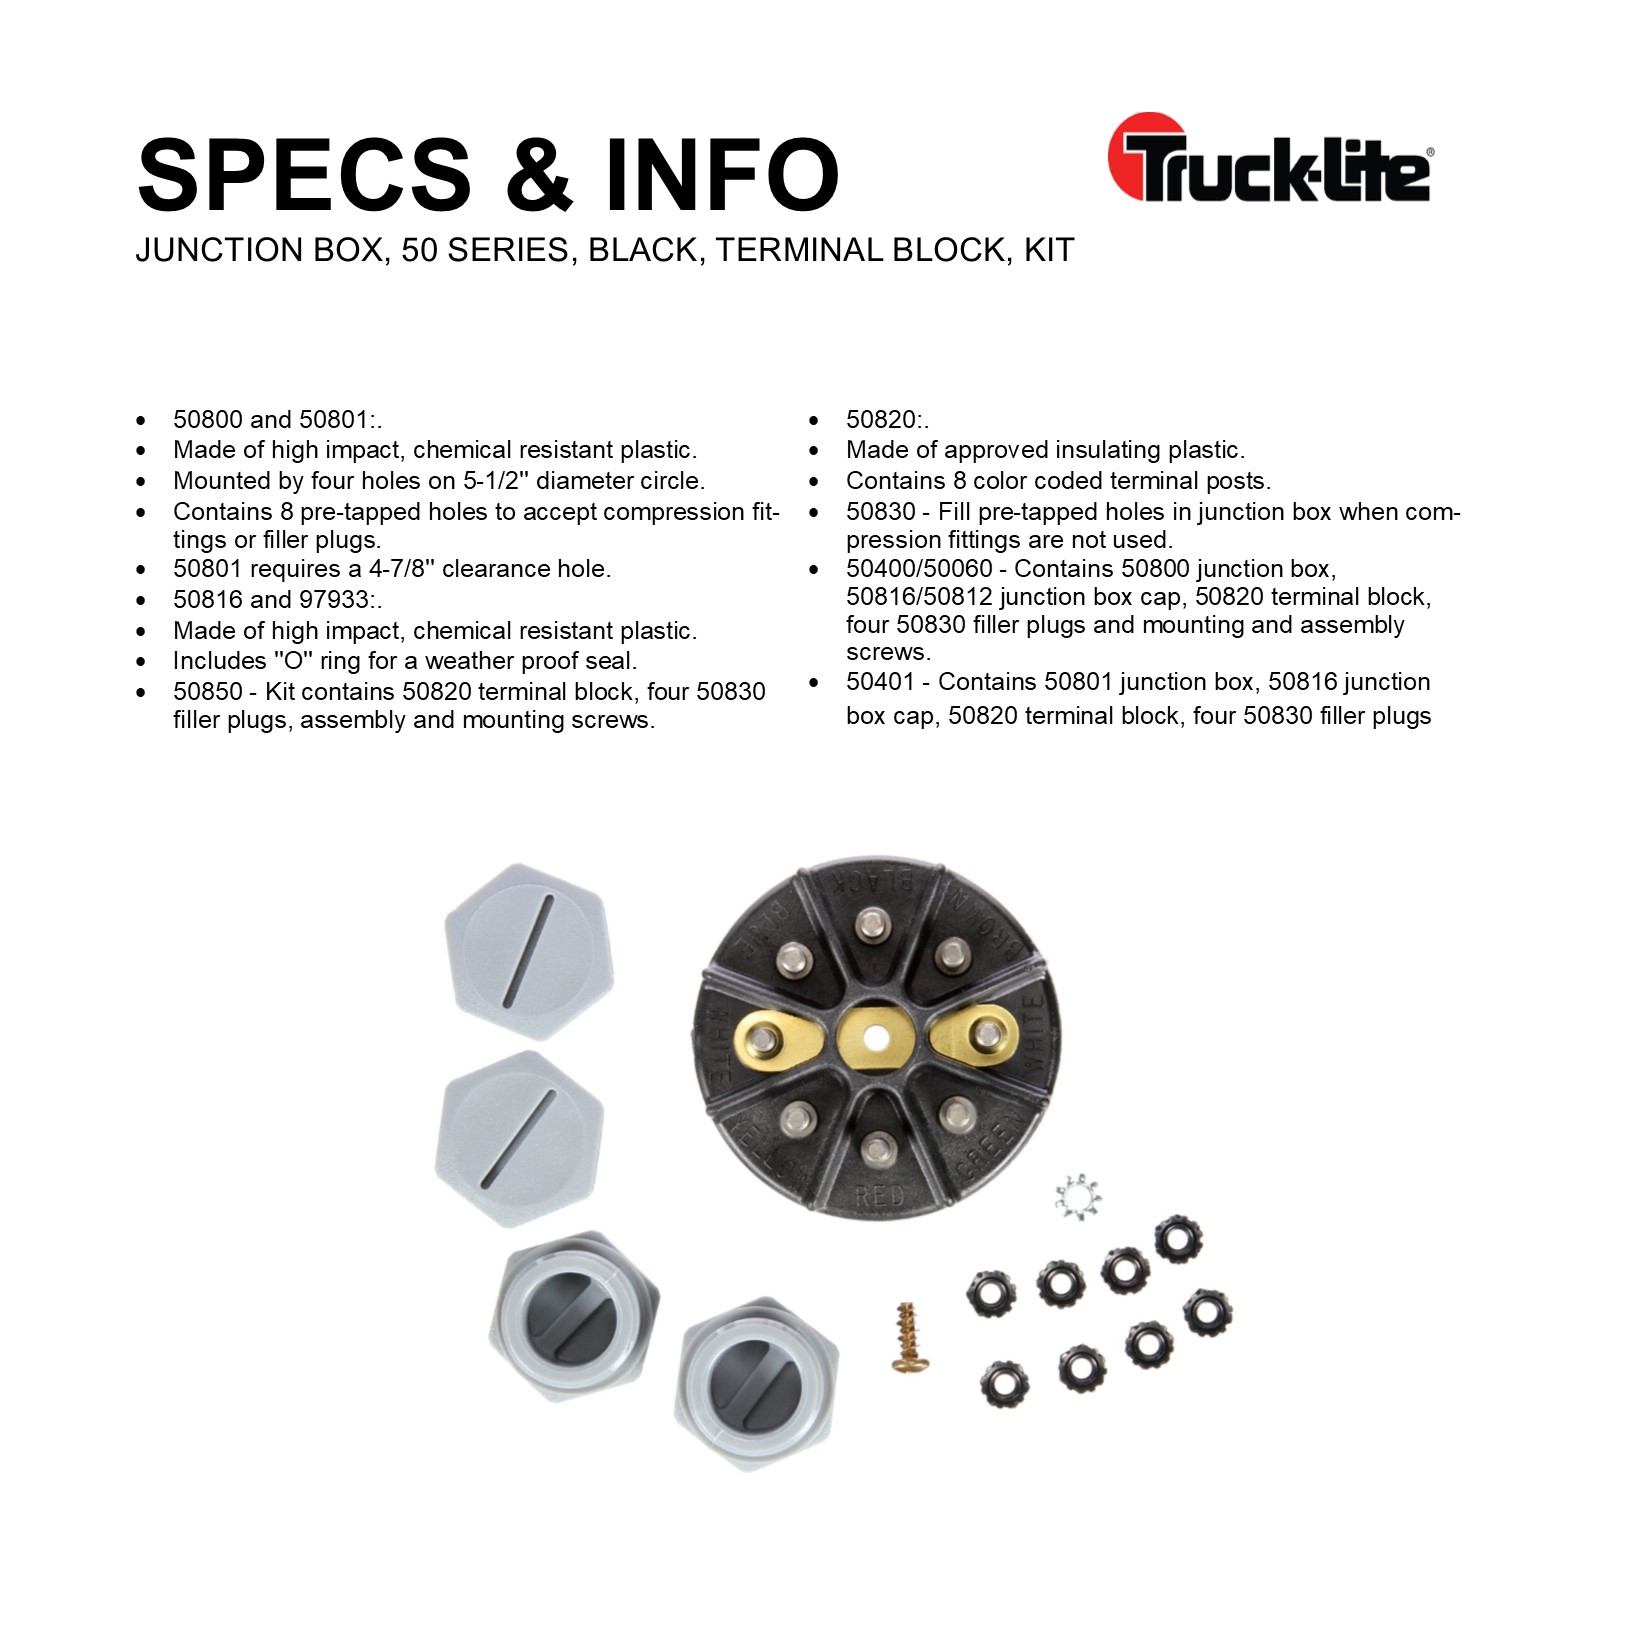 SPECS & INFO
Truck-Lite®
JUNCTION BOX, 50 SERIES, BLACK, TERMINAL BLOCK, KIT
• 50800 and 50801:.
• Made of high impact, chemical resistant plastic.
• Mounted by four holes on 5-1/2" diameter circle.
• Contains 8 pre-tapped holes to accept compression fit-
tings or filler plugs.
• 50801 requires a 4-7/8" clearance hole.
• 50816 and 97933:.
• Made of high impact, chemical resistant plastic.
• Includes "O" ring for a weather proof seal.
• 50850 - Kit contains 50820 terminal block, four 50830
filler plugs, assembly and mounting screws.
• 50820:.
• Made of approved insulating plastic.
• Contains 8 color coded terminal posts.
• 50830 - Fill pre-tapped holes in junction box when com-
pression fittings are not used.
• 50400/50060 - Contains 50800 junction box,
50816/50812 junction box cap, 50820 terminal block,
four 50830 filler plugs and mounting and assembly
screws.
• 50401 - Contains 50801 junction box, 50816 junction
box cap, 50820 terminal block, four 50830 filler plugs
BLUE
BLACK
BROWN
WHITE
WHITE
YELLOW
RED
GREEN